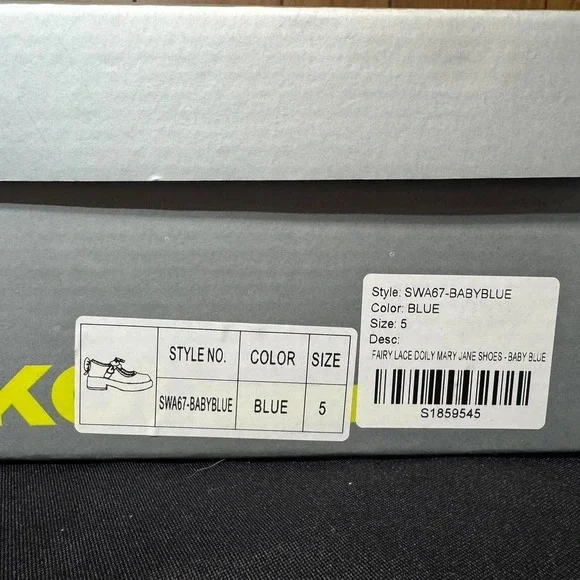 STYLE NO. COLOR SIZE
SWA67-BABYBLUE BLUE 5
Style: SWA67-BABYBLUE
Color: BLUE
Size: 5
Desc:
FAIRY LACE DOILY MARY JANE SHOES - BABY BLUE
S1859545